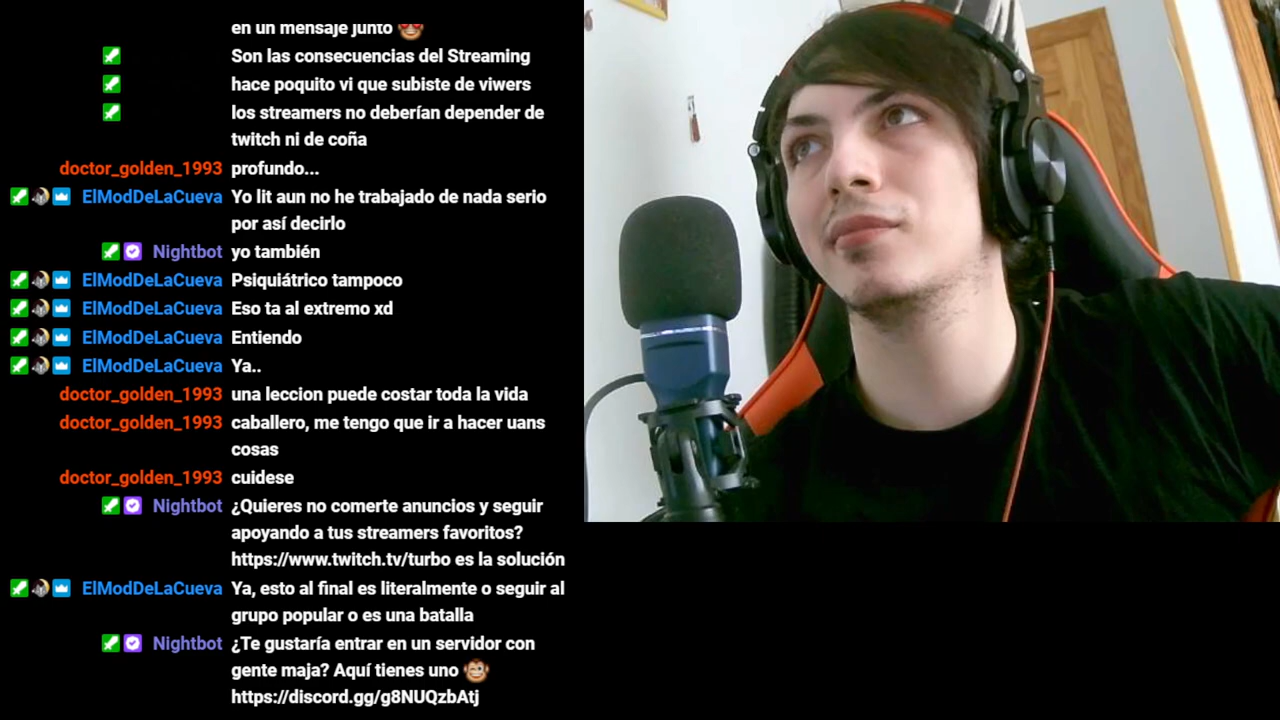 en un mensaje junto
Son las consecuencias del Streaming
hace poquito vi que subiste de viwers
los streamers no deberían depender de
twitch ni de coña
doctor_golden_1993 profundo...
ElModDeLaCueva Yo lit aun no he trabajado de nada serio
por así decirlo
Nightbot yo también
ElModDeLaCueva Psiquiátrico tampoco
ElModDeLaCueva Eso ta al extremo xd
ElModDeLaCueva Entiendo
ElModDeLaCueva Ya..
doctor_golden_1993 una leccion puede costar toda la vida
doctor_golden_1993 caballero, me tengo que ir a hacer uans
cosas
doctor_golden_1993 cuidese
Nightbot ¿Quieres no comerte anuncios y seguir
apoyando a tus streamers favoritos?
https://www.twitch.tv/turbo es la solución
ElModDeLaCueva Ya, esto al final es literalmente o seguir al
grupo popular o es una batalla
Nightbot ¿Te gustaría entrar en un servidor con
gente maja? Aquí tienes uno
https://discord.gg/g8NUQzbAtj